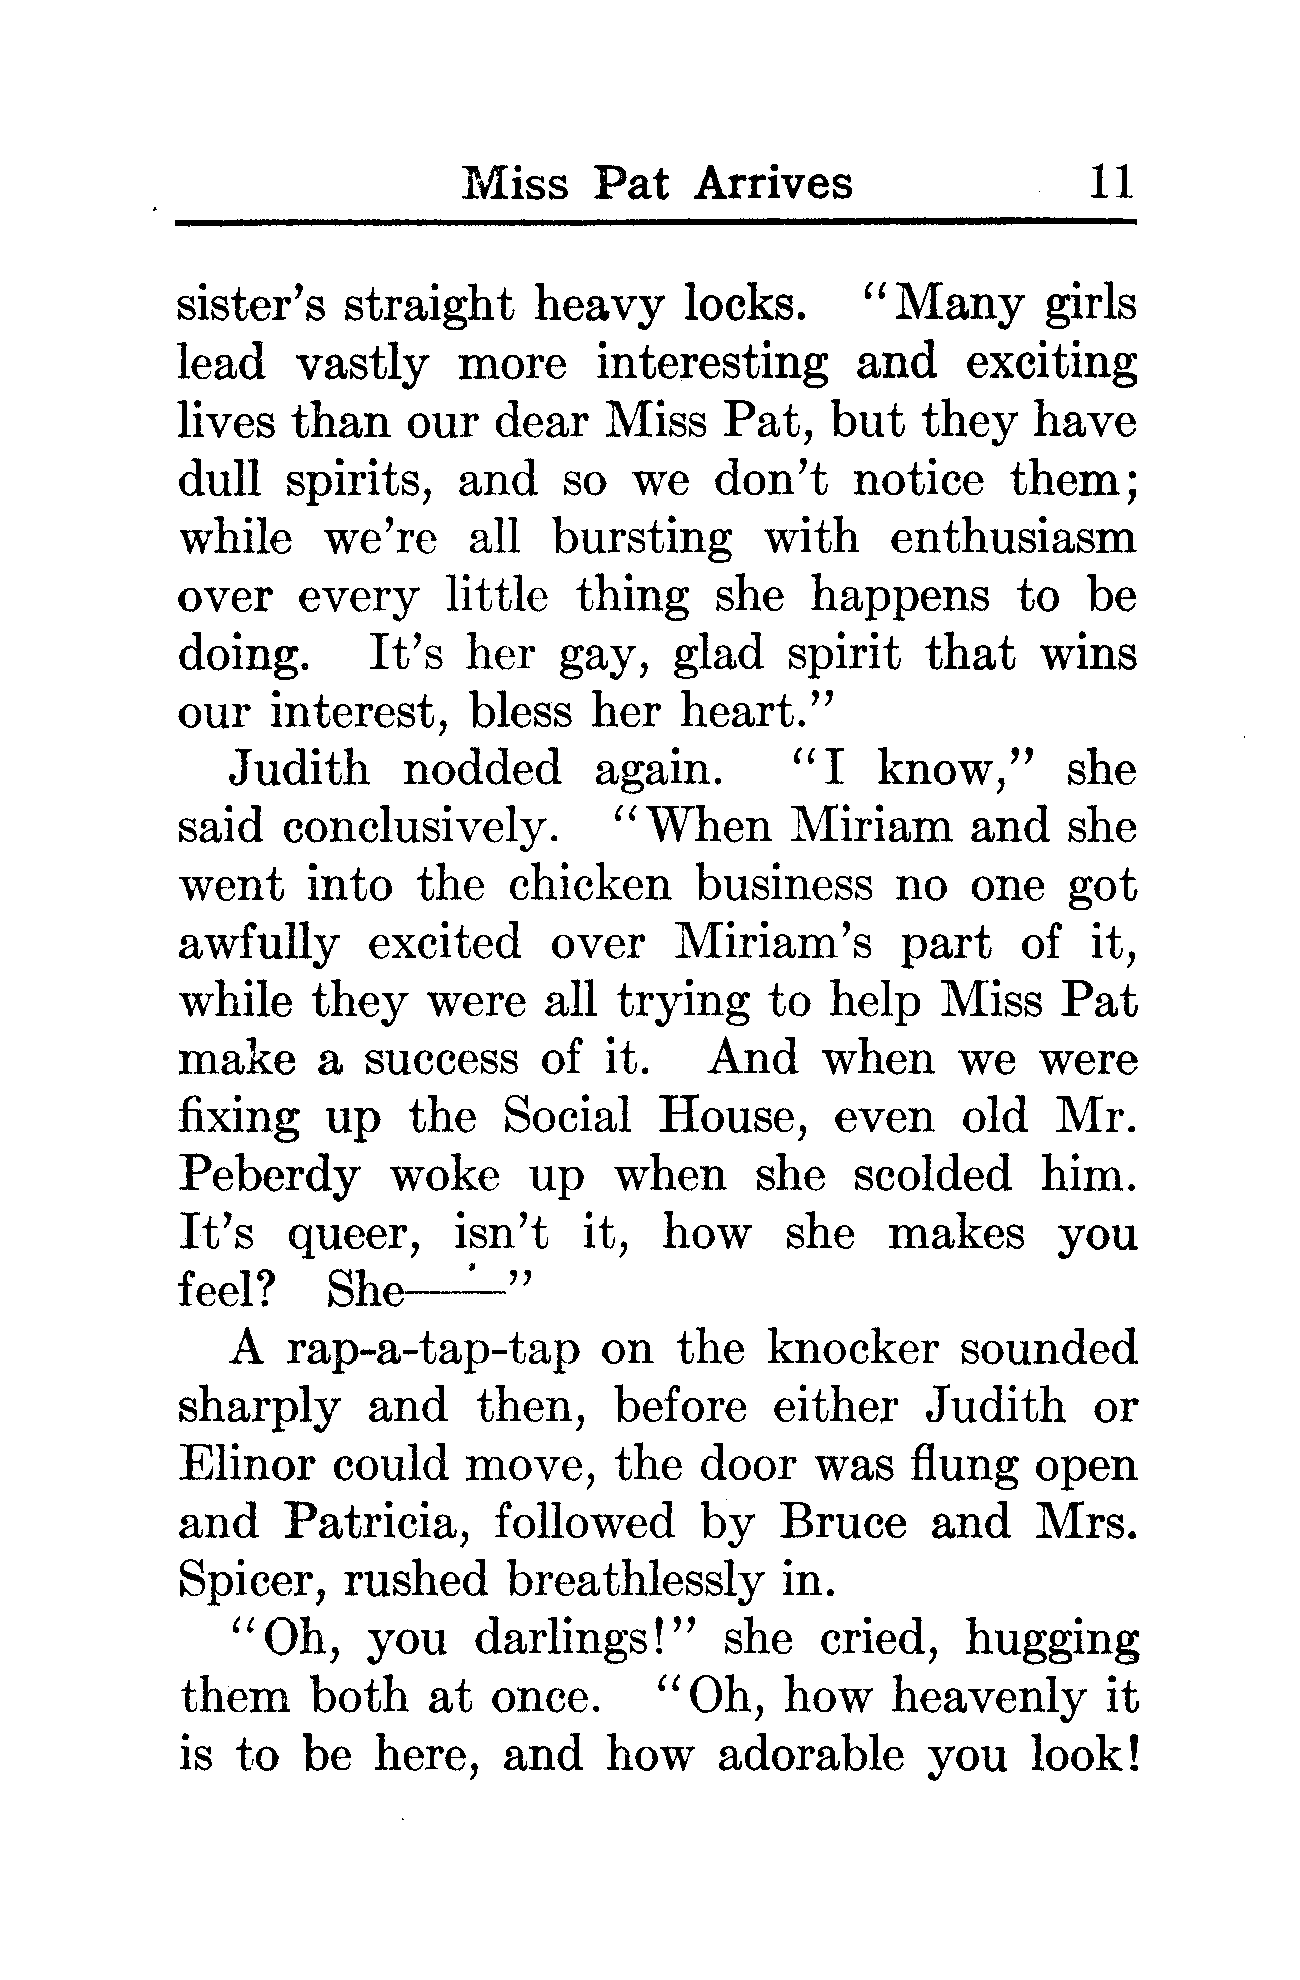 Miss Pat Arrives 11
sister's straight heavy locks. "Many girls
lead vastly more interesting and exciting
lives than our dear Miss Pat, but they have
dull spirits, and so we don't notice them;
while we're all bursting with enthusiasm
over every little thing she happens to be
doing. It's her gay, glad spirit that wins
our interest, bless her heart."
Judith nodded again. "I know," she
said conclusively. "When Miriam and she
went into the chicken business no one got
awfully excited over Miriam's part of it,
while they were all trying to help Miss Pat
make a success of it. And when we were
fixing up the Social House, even old Mr.
Peberdy woke up when she scolded him.
It's queer, isn't it, how she makes you
feel? She——"
A rap-a-tap-tap on the knocker sounded
sharply and then, before either Judith or
Elinor could move, the door was flung open
and Patricia, followed by Bruce and Mrs.
Spicer, rushed breathlessly in.
"Oh, you darlings!" she cried, hugging
them both at once. "Oh, how heavenly it
is to be here, and how adorable you look!